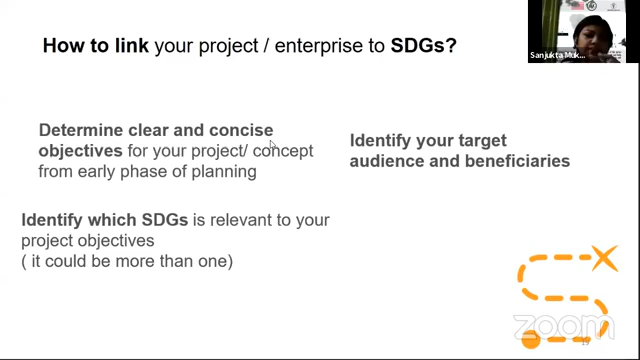 How to link your project / enterprise to SDGs?
Sanjukta Muk...
Determine clear and concise
objectives for your project/ concept
from early phase of planning
Identify your target
audience and beneficiaries
Identify which SDGs is relevant to your
project objectives
( it could be more than one)
zoom
19